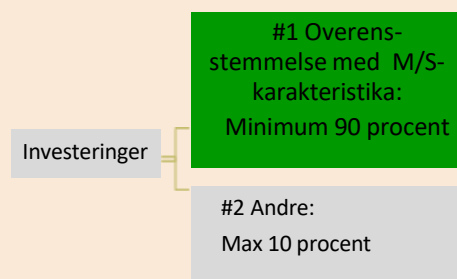 Investeringer
#1 Overens-
stemmelse med M/S-
karakteristika:
Minimum 90 procent
#2 Andre:
Max 10 procent